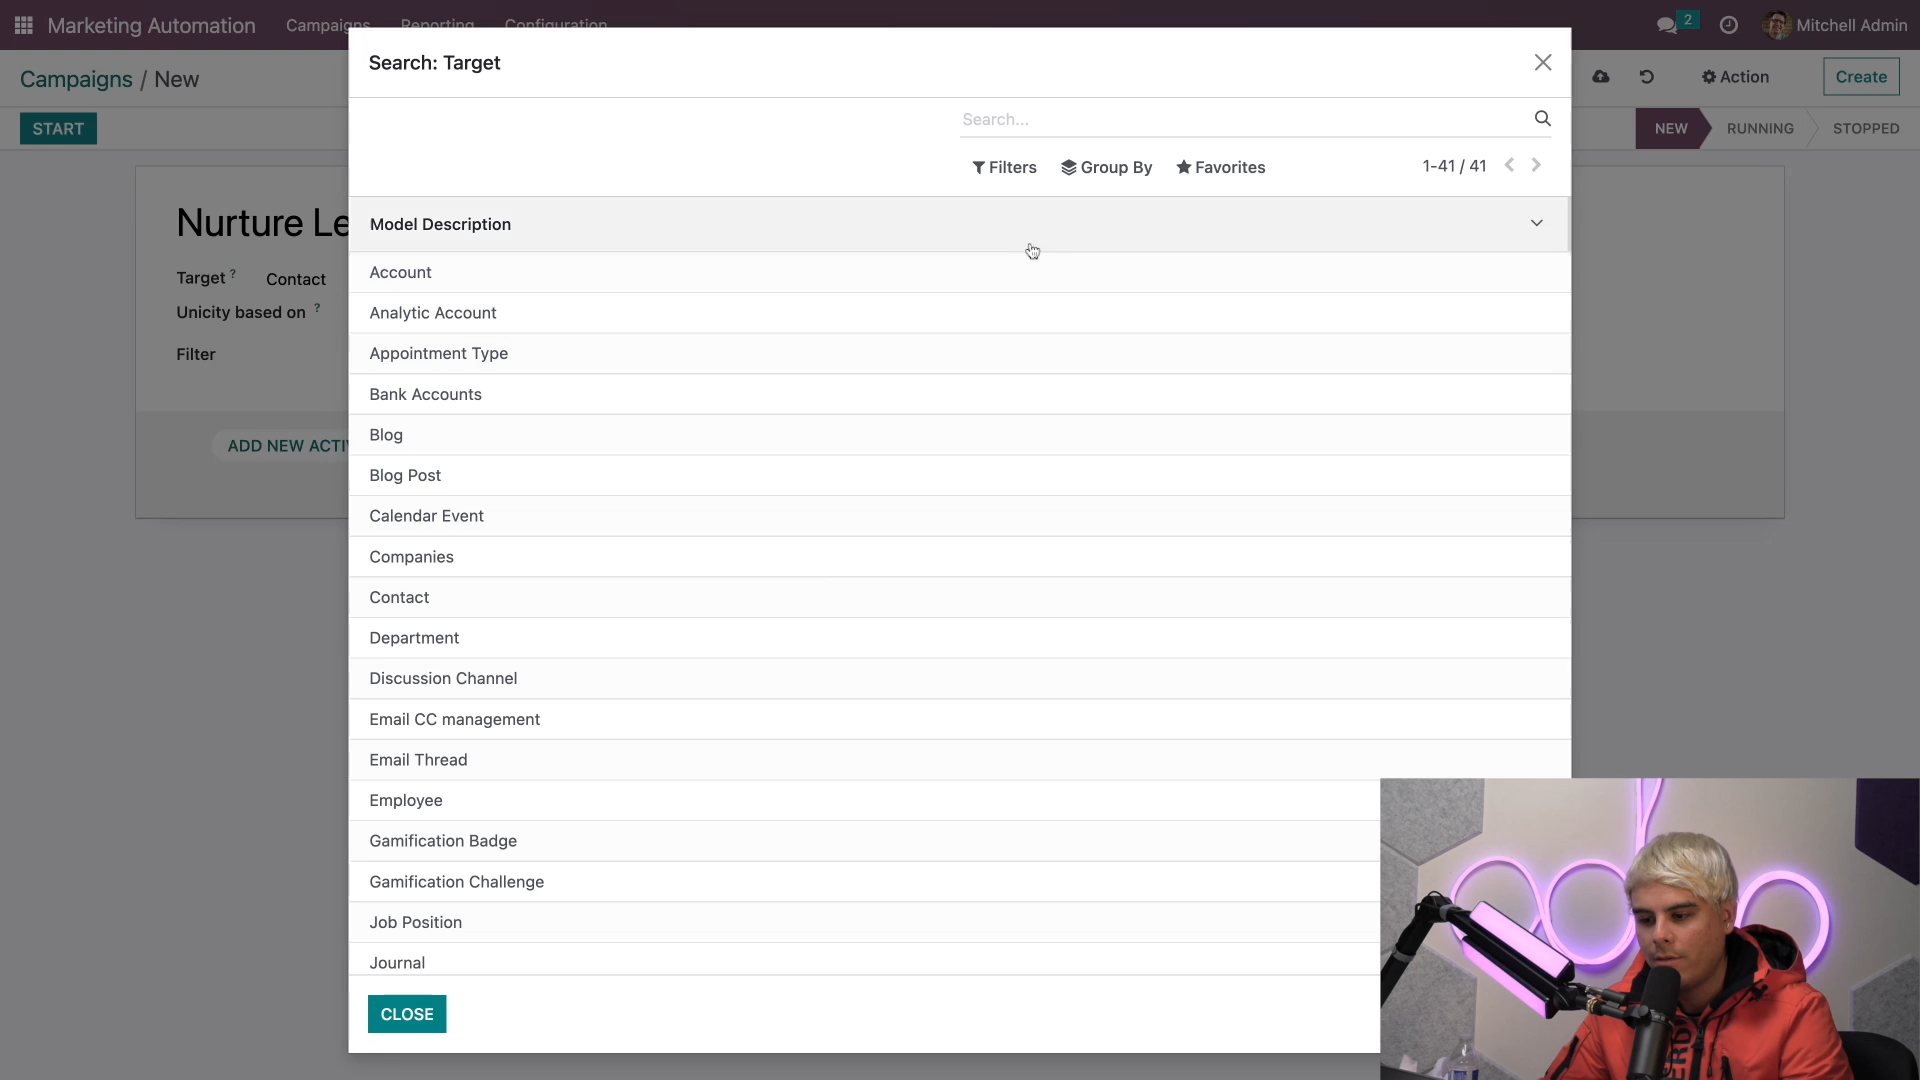 Marketing Automation Campaigns Reporting Configuration 2 Mitchell Admin
Search: Target
Campaigns / New Action Create
Search...
START NEW RUNNING STOPPED
Filters Group By Favorites 1-41 / 41
Nurture Le
Model Description
Target ? Contact
Account
Unicity based on ?
Analytic Account
Filter
Appointment Type
Bank Accounts
Blog
ADD NEW ACTIV
Blog Post
Calendar Event
Companies
Contact
Department
Discussion Channel
Email CC management
Email Thread
Employee
Gamification Badge
Gamification Challenge
Job Position
Journal
CLOSE